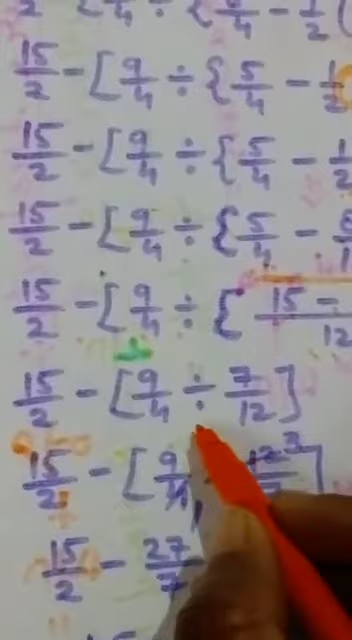 15/2 - [9/4 ÷ {5/4 - 1/2
15/2 - [9/4 ÷ {5/4 - 1/2
15/2 - [9/4 ÷ {5/4 -
15/2 - [9/4 ÷ { 15 - / 12
15/2 - [9/4 ÷ 7/12]
15/2 - [9/4 12 3 ]
15/2 - 27/7